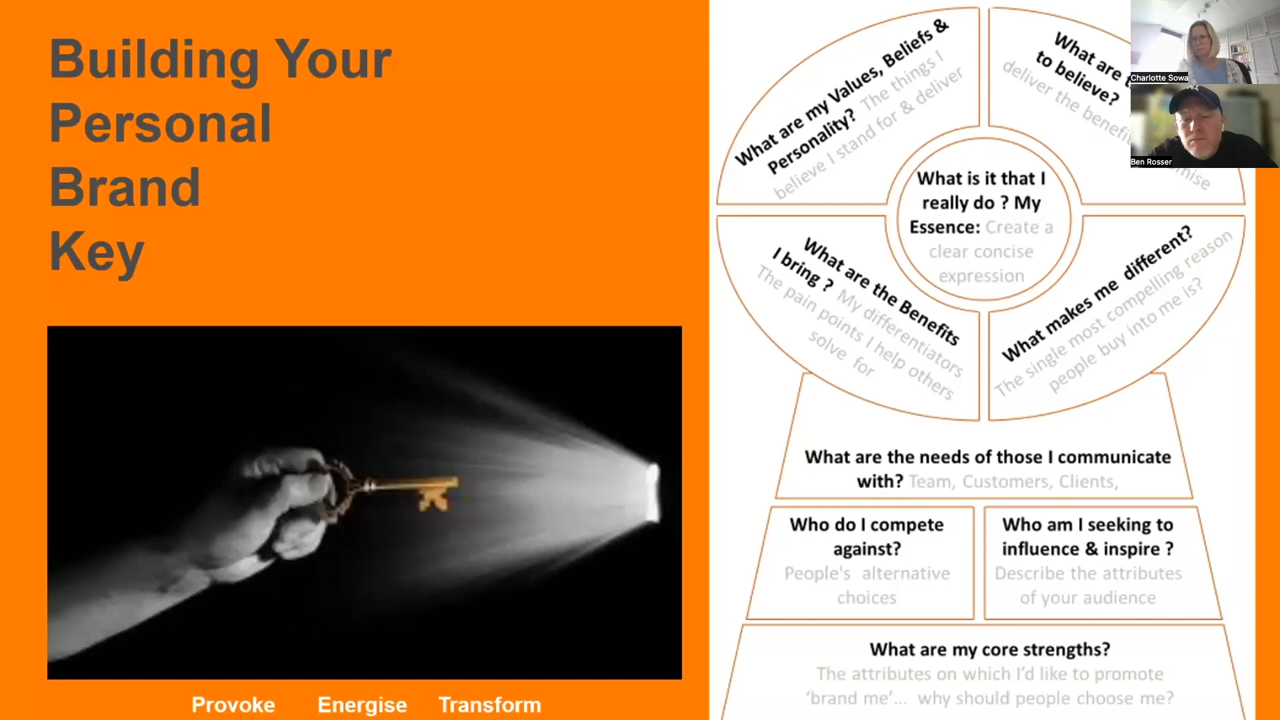 Building Your
Personal
Brand
Key
Provoke Energise Transform
What are my Values, Beliefs &
Personality? The things I
believe I stand for & deliver
What are
to believe?
deliver the
What is it that I
really do ? My
Essence: Create a
clear concise
expression
What are the Benefits
I bring ? My differentiators
The pain points I help others
solve for
What makes me different?
The single most compelling reason
people buy into me is?
What are the needs of those I communicate
with? Team, Customers, Clients,
Who do I compete
against?
People's alternative
choices
Who am I seeking to
influence & inspire ?
Describe the attributes
of your audience
What are my core strengths?
The attributes on which I'd like to promote
‘brand me’... why should people choose me?
Charlotte Sowa
Ben Rosser